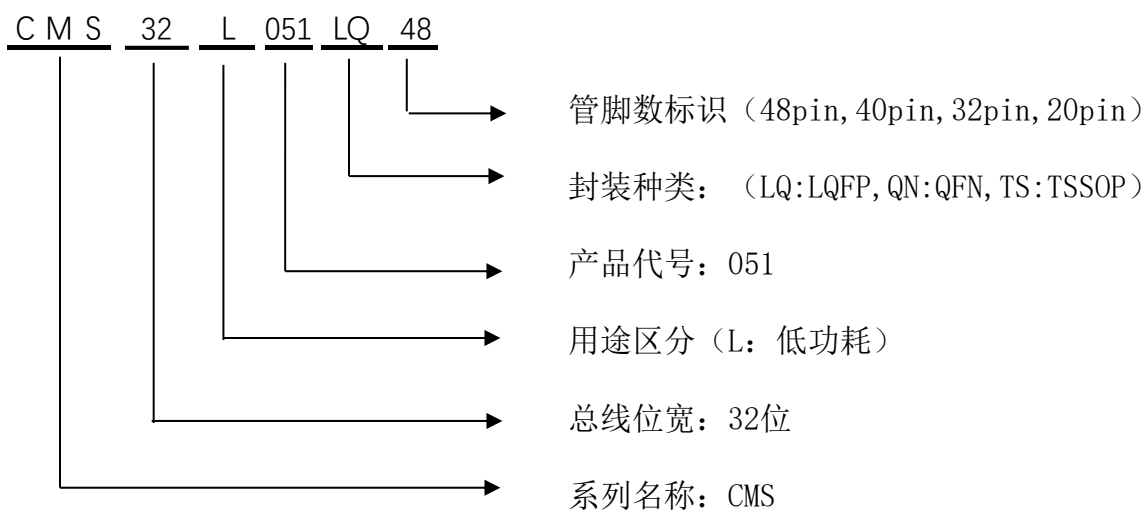 CMS 32 L 051 LQ 48
管脚数标识（48pin,40pin,32pin,20pin）
封装种类：（LQ:LQFP,QN:QFN,TS:TSSOP）
产品代号：051
用途区分（L：低功耗）
总线位宽：32位
系列名称：CMS